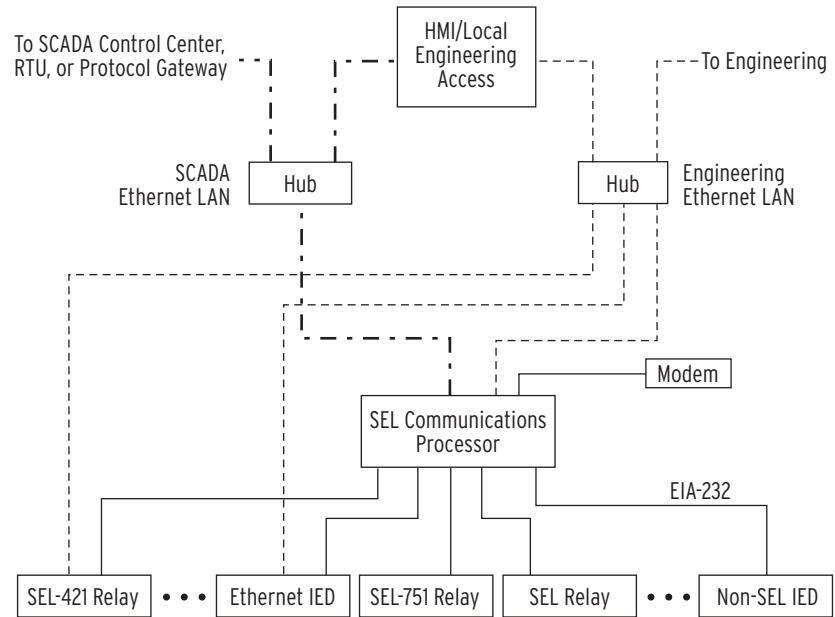 To SCADA Control Center,
RTU, or Protocol Gateway
HMI/Local
Engineering
Access
To Engineering
SCADA
Ethernet LAN
Hub
Hub
Engineering
Ethernet LAN
Modem
SEL Communications
Processor
EIA-232
SEL-421 Relay
Ethernet IED
SEL-751 Relay
SEL Relay
Non-SEL IED